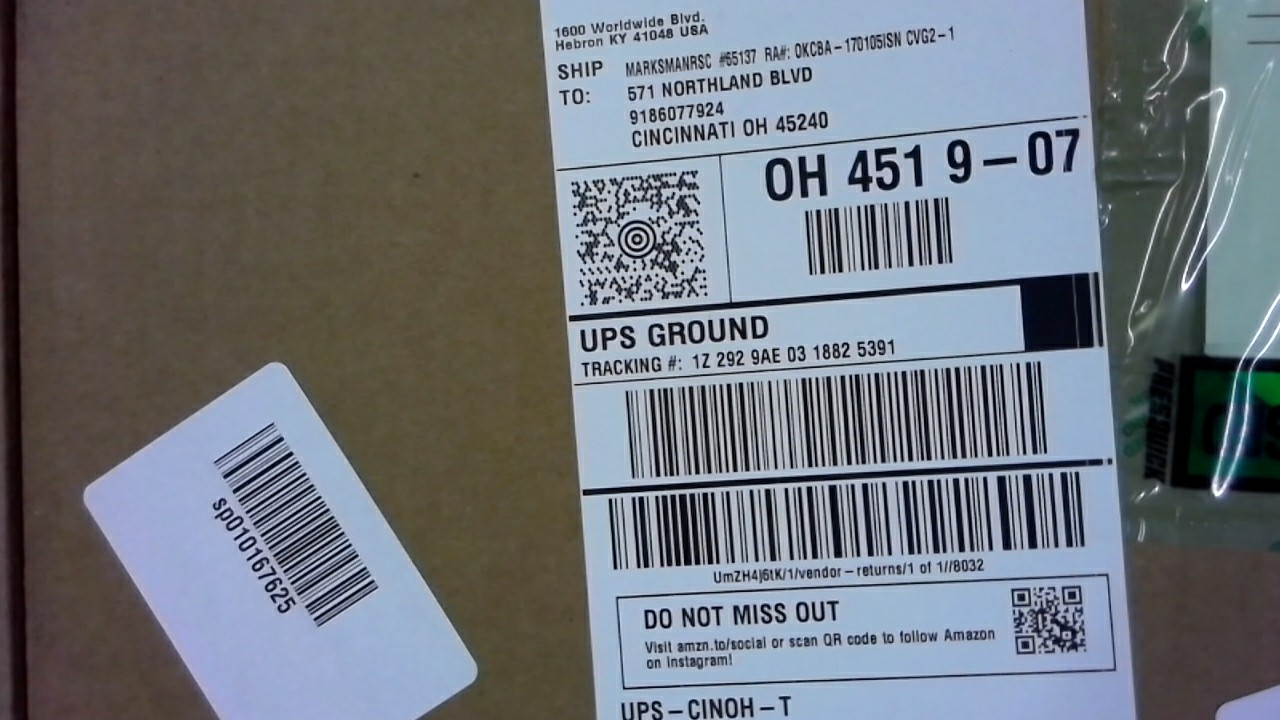 1600 Worldwide Blvd.
Hebron KY 41048 USA
SHIP TO:
MARKSMANRSC #65137 RA#: OKCBA-170105ISN CVG2-1
571 NORTHLAND BLVD
9186077924
CINCINNATI OH 45240
OH 451 9-07
UPS GROUND
TRACKING #: 1Z 292 9AE 03 1882 5391
UmZH4j6tK/1/vendor-returns/1 of 1//8032
DO NOT MISS OUT
Visit amzn.to/social or scan QR code to follow Amazon
on Instagram!
UPS-CINOH-T
sp010167625